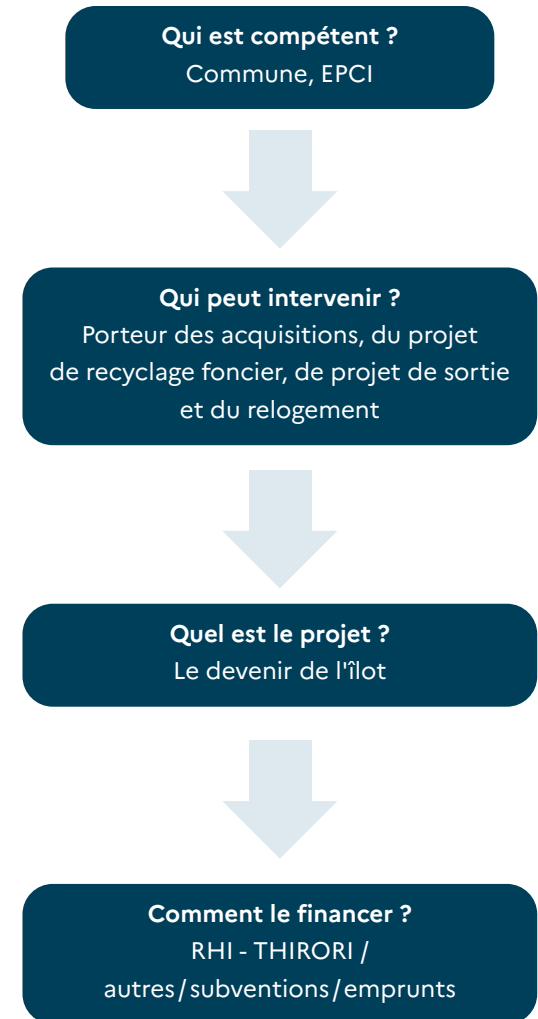 Qui est compétent ?
Commune, EPCI
Qui peut intervenir ?
Porteur des acquisitions, du projet
de recyclage foncier, de projet de sortie
et du relogement
Quel est le projet ?
Le devenir de l'îlot
Comment le financer ?
RHI - THIRORI /
autres/subventions/emprunts